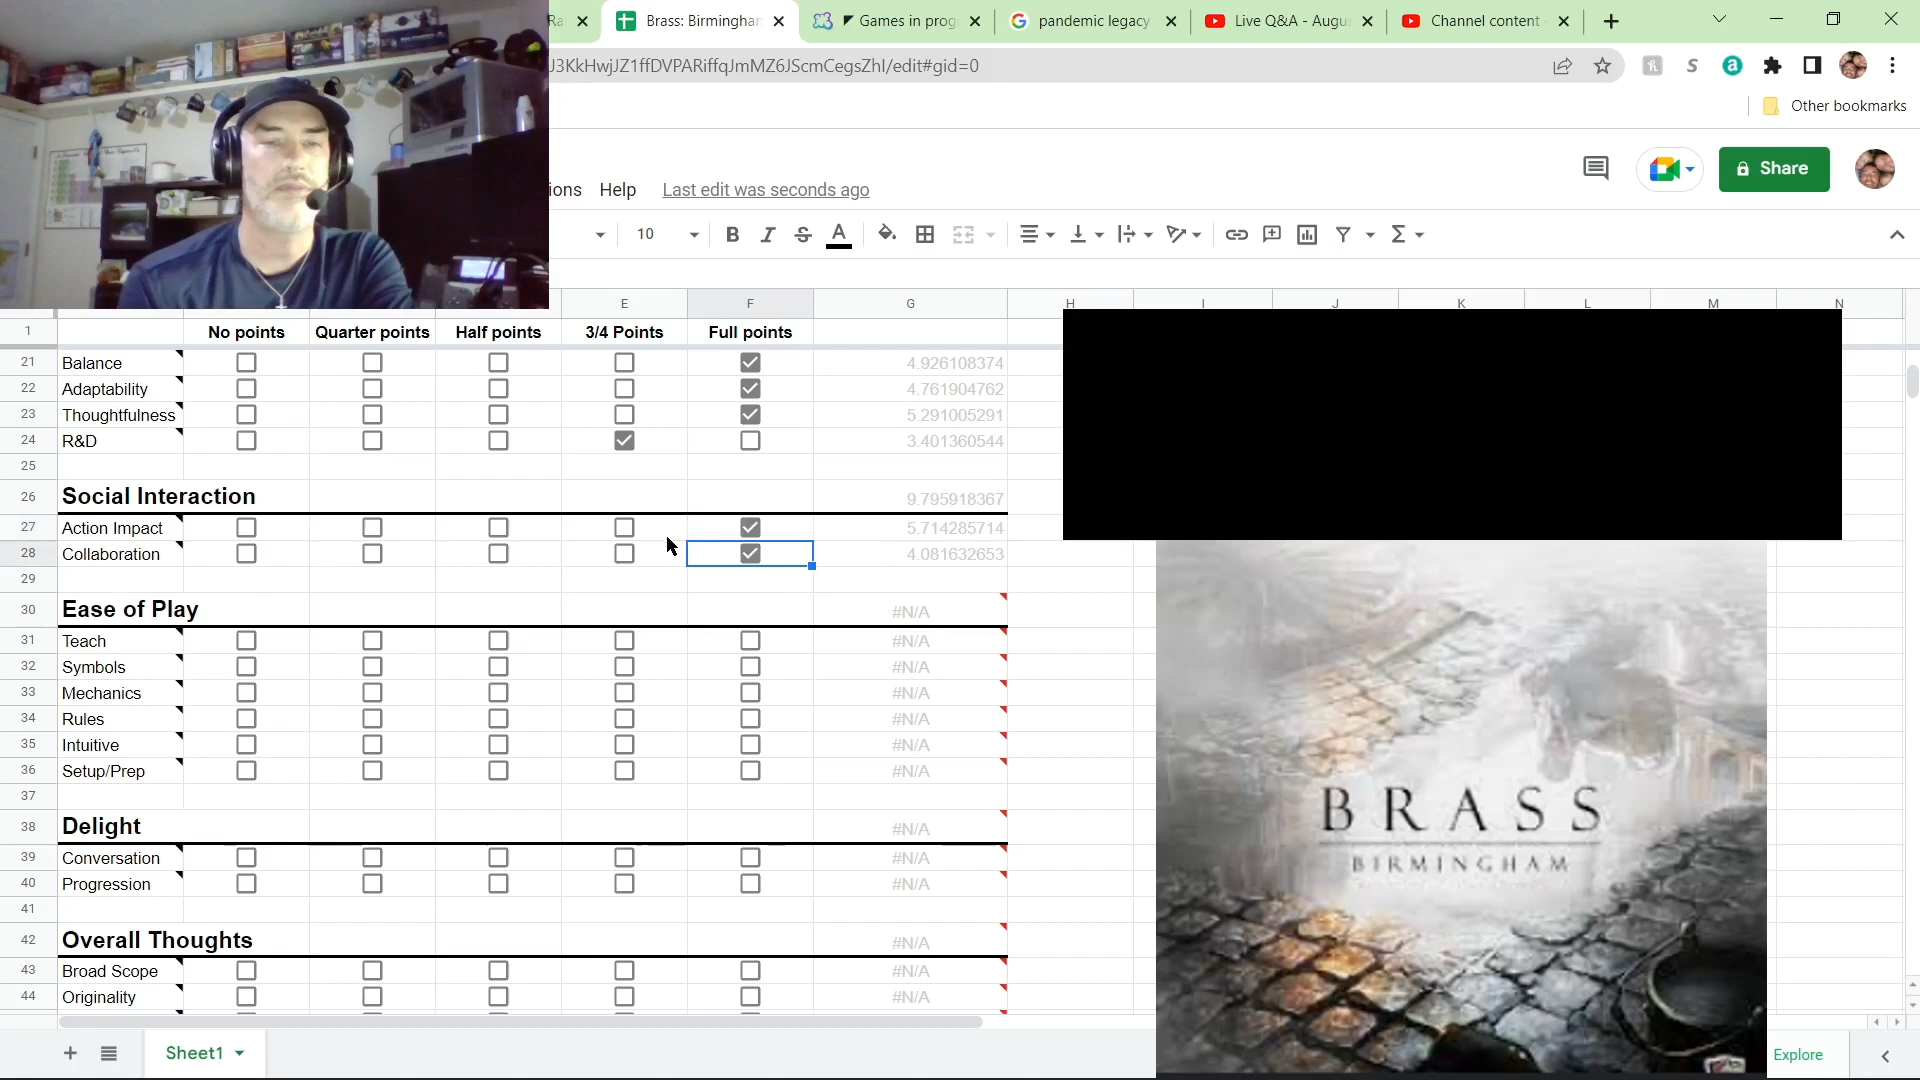 Brass: Birminghan
Games in prog
pandemic legacy
Live Q&A - Augu
Channel content
J3KkHwjJZ1ffDVPARiffqJmMZ6JScmCegsZhI/edit#gid=0
Other bookmarks
Share
ions Help Last edit was seconds ago
10 B I S A
E F G H I J K L M N
1 No points Quarter points Half points 3/4 Points Full points
21 Balance 4.926108374
22 Adaptability 4.761904762
23 Thoughtfulness 5.291005291
24 R&D 3.401360544
25
26 Social Interaction 9.795918367
27 Action Impact 5.714285714
28 Collaboration 4.081632653
29
30 Ease of Play #N/A
31 Teach #N/A
32 Symbols #N/A
33 Mechanics #N/A
34 Rules #N/A
35 Intuitive #N/A
36 Setup/Prep #N/A
37
38 Delight #N/A
39 Conversation #N/A
40 Progression #N/A
41
42 Overall Thoughts #N/A
43 Broad Scope #N/A
44 Originality #N/A
BRASS
BIRMINGHAM
Sheet1
Explore